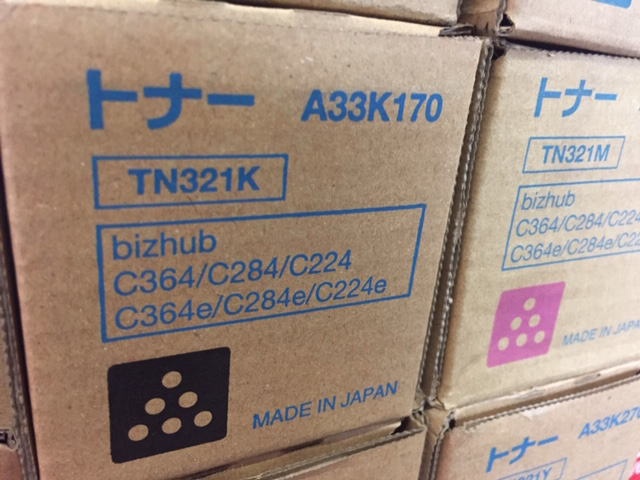 トナー A33K170
TN321K
bizhub
C364/C284/C224
C364e/C284e/C224e
MADE IN JAPAN
トナー
TN321M
bizhub
C364/C284/C224
C364e/C284e/C22
MADE IN JAPAN
トナー A33K270
321Y